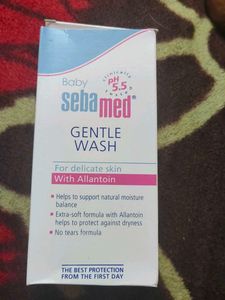 Baby
sebamed®
clinically
pH
5.5
tested
GENTLE
WASH
For delicate skin
With Allantoin
• Helps to support natural moisture
balance
• Extra-soft formula with Allantoin
helps to protect against dryness
• No tears formula
THE BEST PROTECTION
FROM THE FIRST DAY